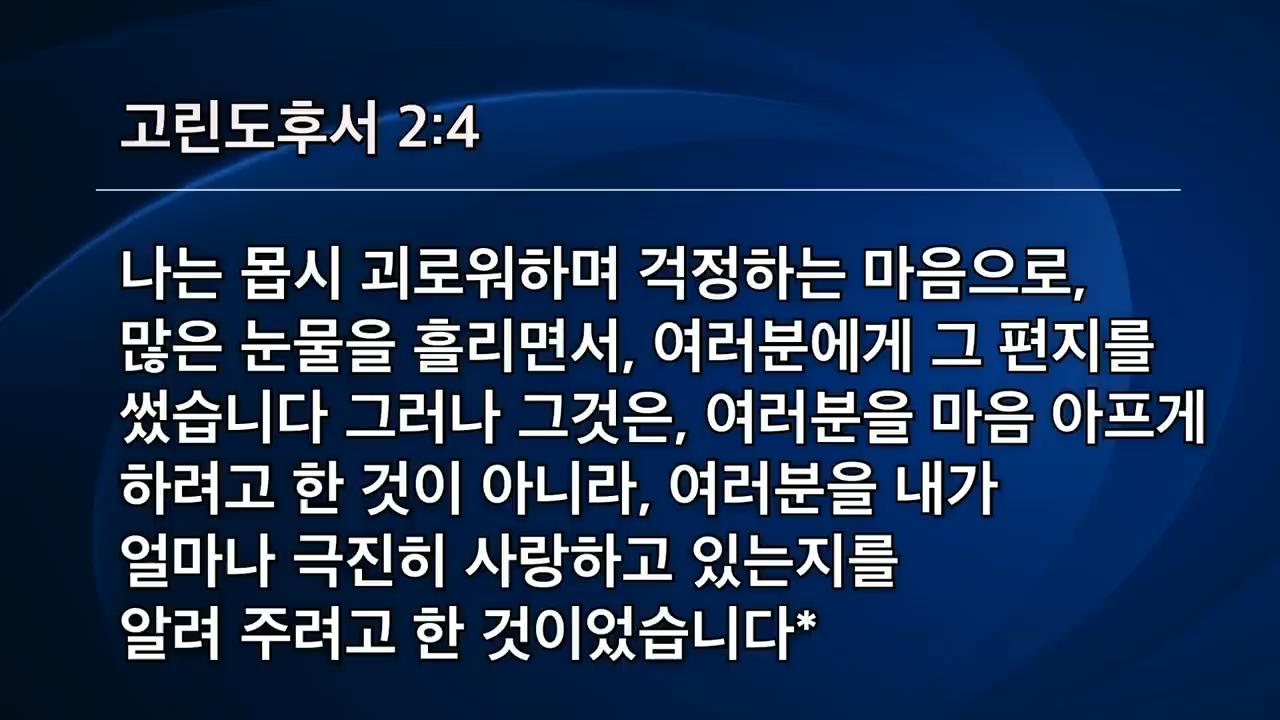 고린도후서 2:4
나는 몹시 괴로워하며 걱정하는 마음으로,
많은 눈물을 흘리면서, 여러분에게 그 편지를
썼습니다 그러나 그것은, 여러분을 마음 아프게
하려고 한 것이 아니라, 여러분을 내가
얼마나 극진히 사랑하고 있는지를
알려 주려고 한 것이었습니다*